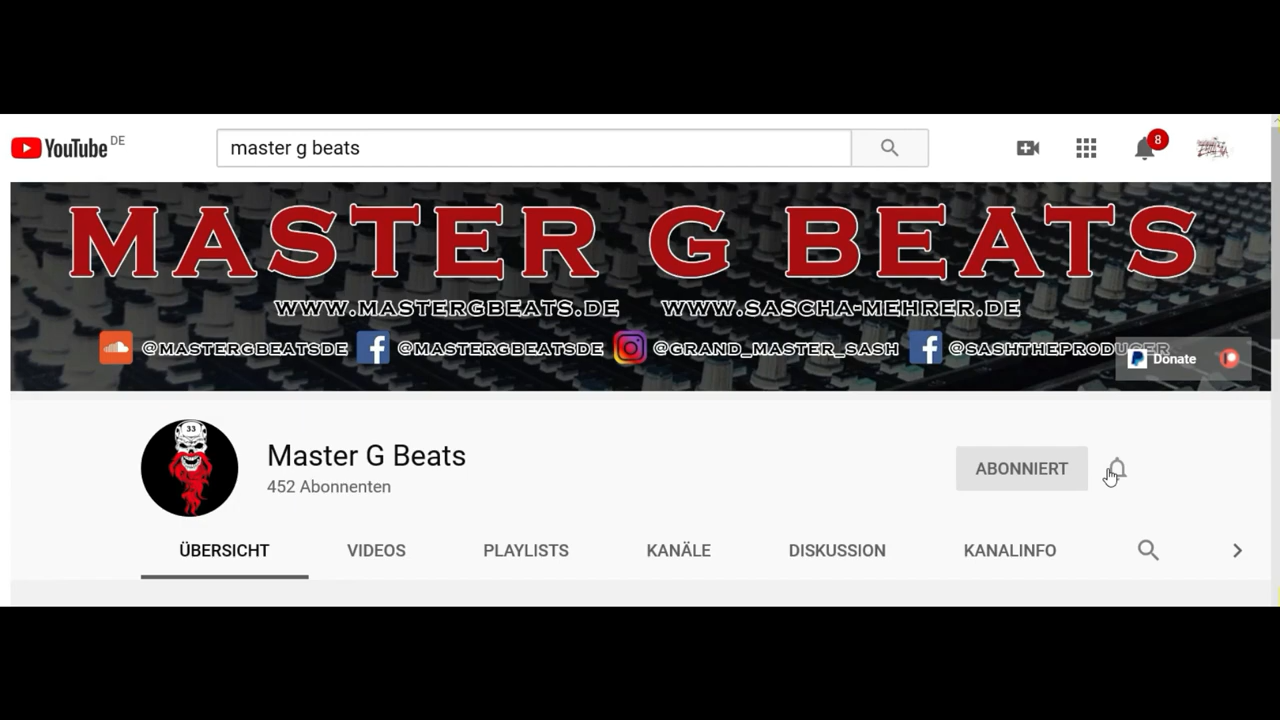 YouTube DE master g beats 8
MASTER G BEATS
WWW.MASTERGBEATS.DE WWW.SASCHA-MEHRER.DE
@MASTERGBEATSDE @MASTERGBEATSDE @GRAND_MASTER_SASH @SASHTHEPRODUCER
Donate
33
Master G Beats
452 Abonnenten
ABONNIERT
ÜBERSICHT VIDEOS PLAYLISTS KANÄLE DISKUSSION KANALINFO